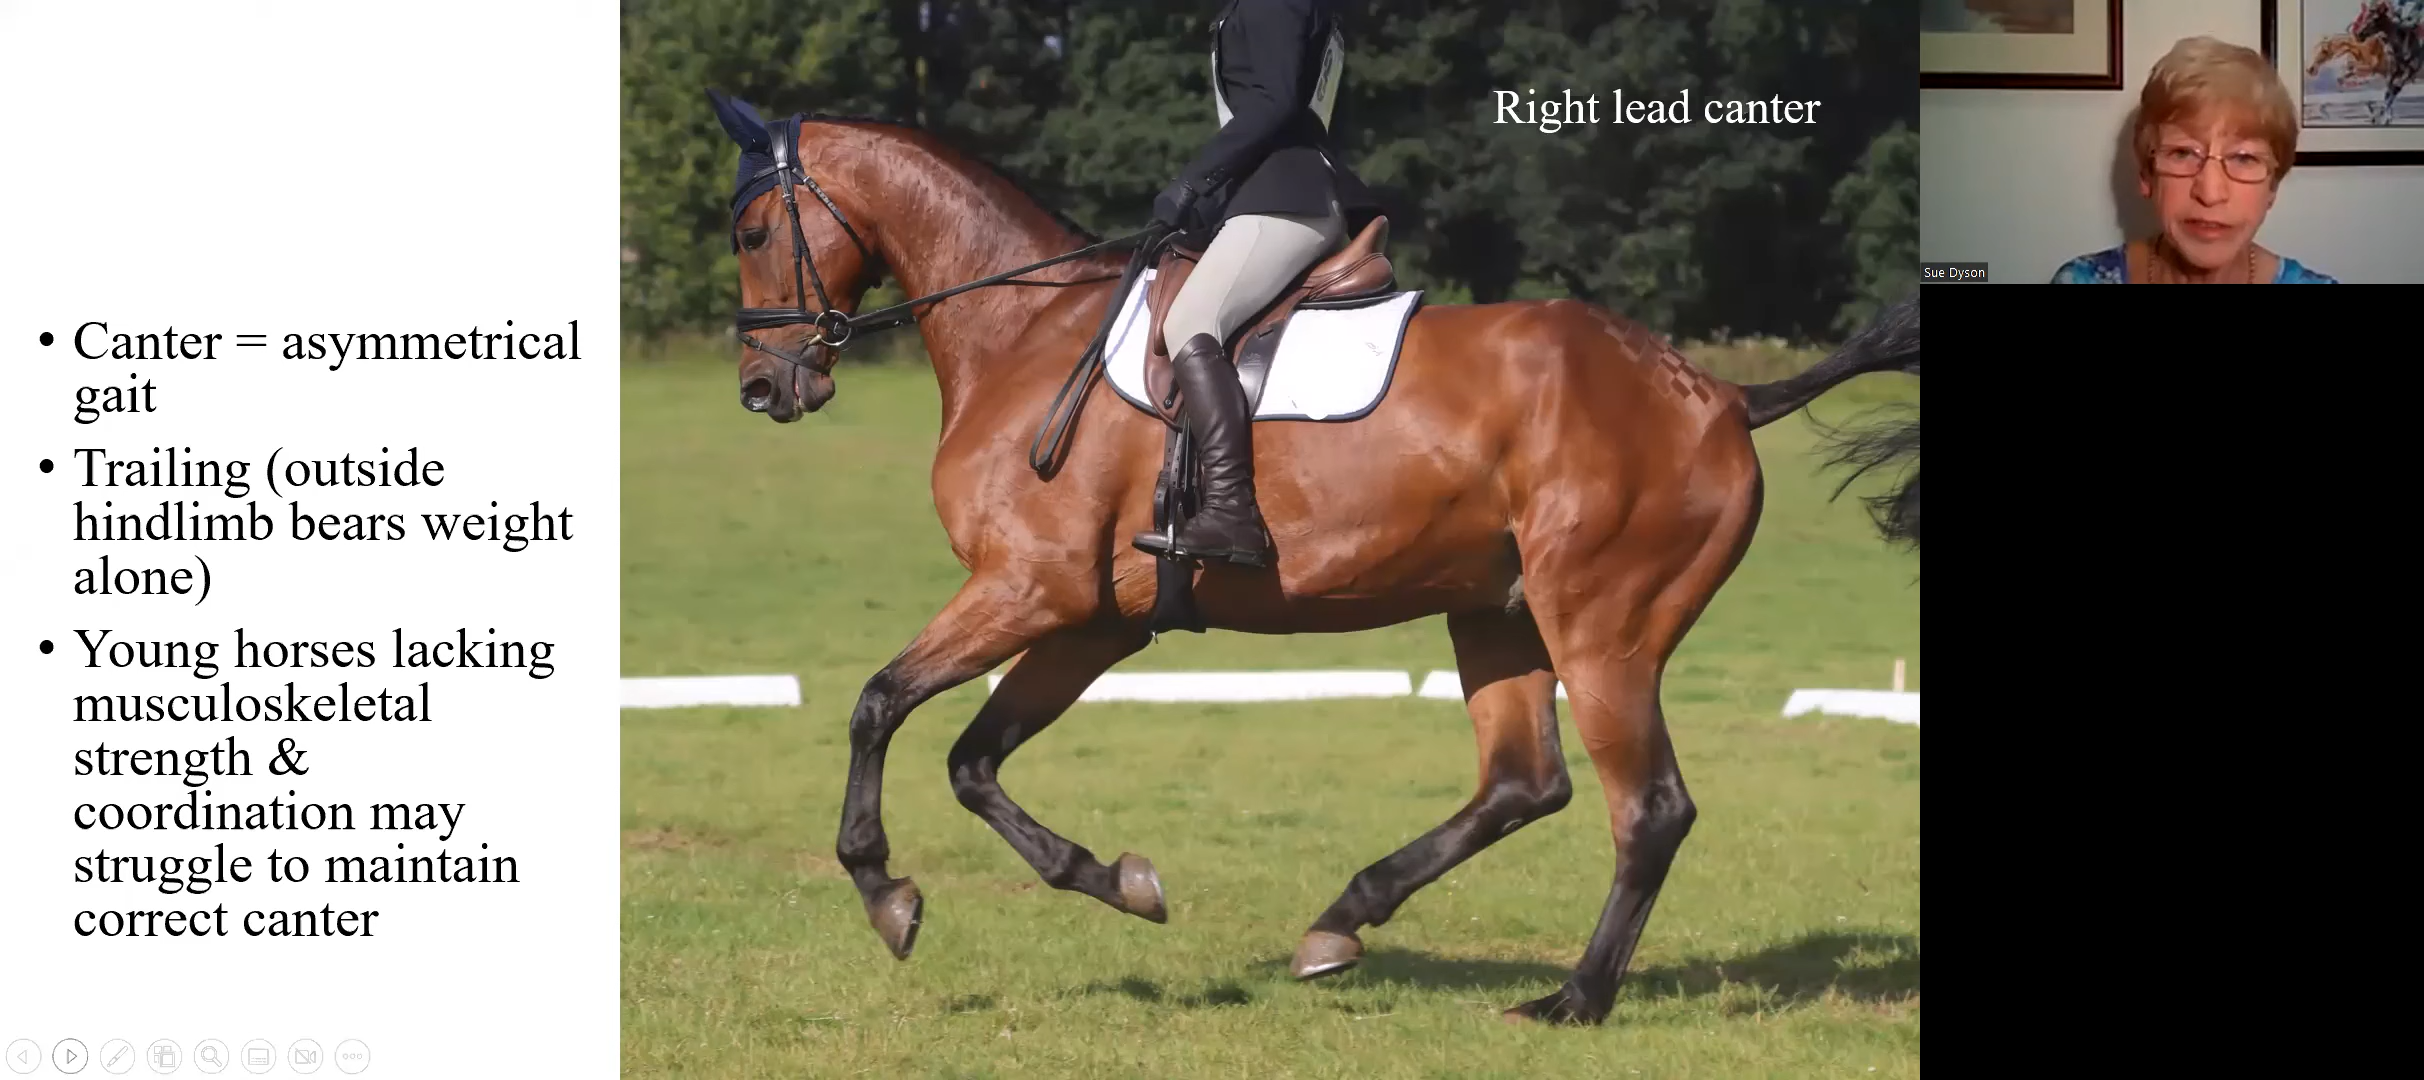 Right lead canter
• Canter = asymmetrical
gait
• Trailing (outside
hindlimb bears weight
alone)
• Young horses lacking
musculoskeletal
strength &
coordination may
struggle to maintain
correct canter
Sue Dyson